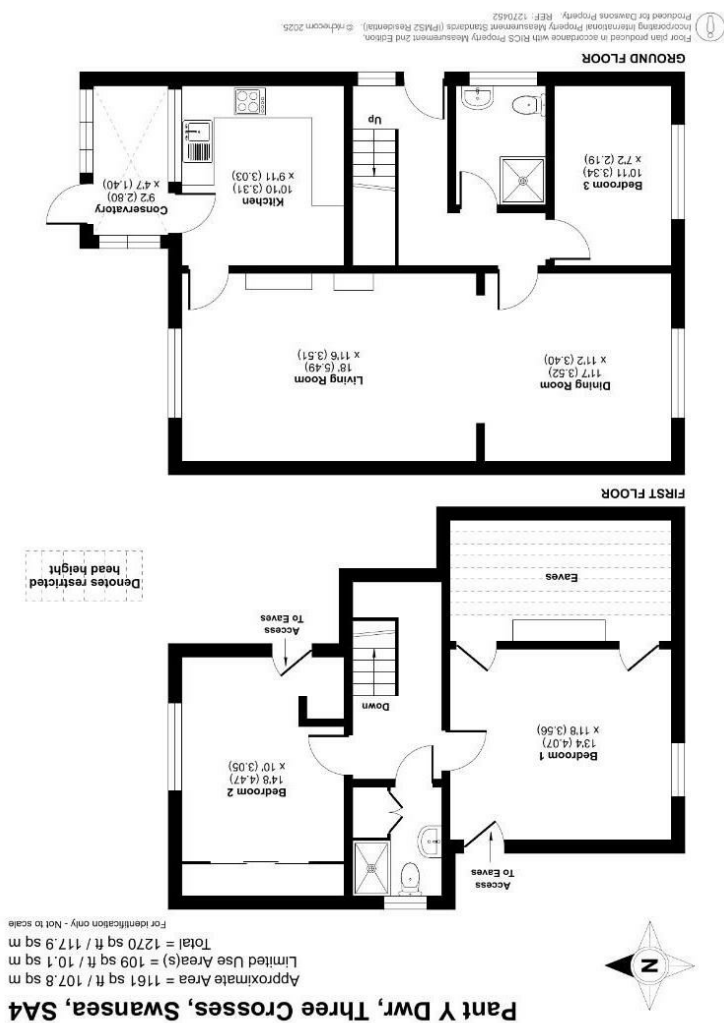 Pant Y Dwr, Three Crosses, Swansea, SA4
Approximate Area = 1161 sq ft / 107.8 sq m
Limited Use Area(s) = 109 sq ft / 10.1 sq m
Total = 1270 sq ft / 117.9 sq m
For identification only - Not to scale
N
Access
To Eaves
Bedroom 1
13'4 (4.07)
x 11'8 (3.56)
Eaves
Down
Bedroom 2
14'8 (4.47)
x 10' (3.05)
Access
To Eaves
Denotes restricted
head height
FIRST FLOOR
Dining Room
11'7 (3.52)
x 11'2 (3.40)
Living Room
18' (5.49)
x 11'6 (3.51)
Bedroom 3
10'11 (3.34)
x 7'2 (2.19)
Up
Kitchen
10'10 (3.31)
x 9'11 (3.03)
Conservatory
9'2 (2.80)
x 4'7 (1.40)
GROUND FLOOR
Floor plan produced in accordance with RICS Property Measurement 2nd Edition,
Incorporating International Property Measurement Standards (IPMS2 Residential). © nichecom 2025.
Produced for Dawsons Property. REF: 1270452